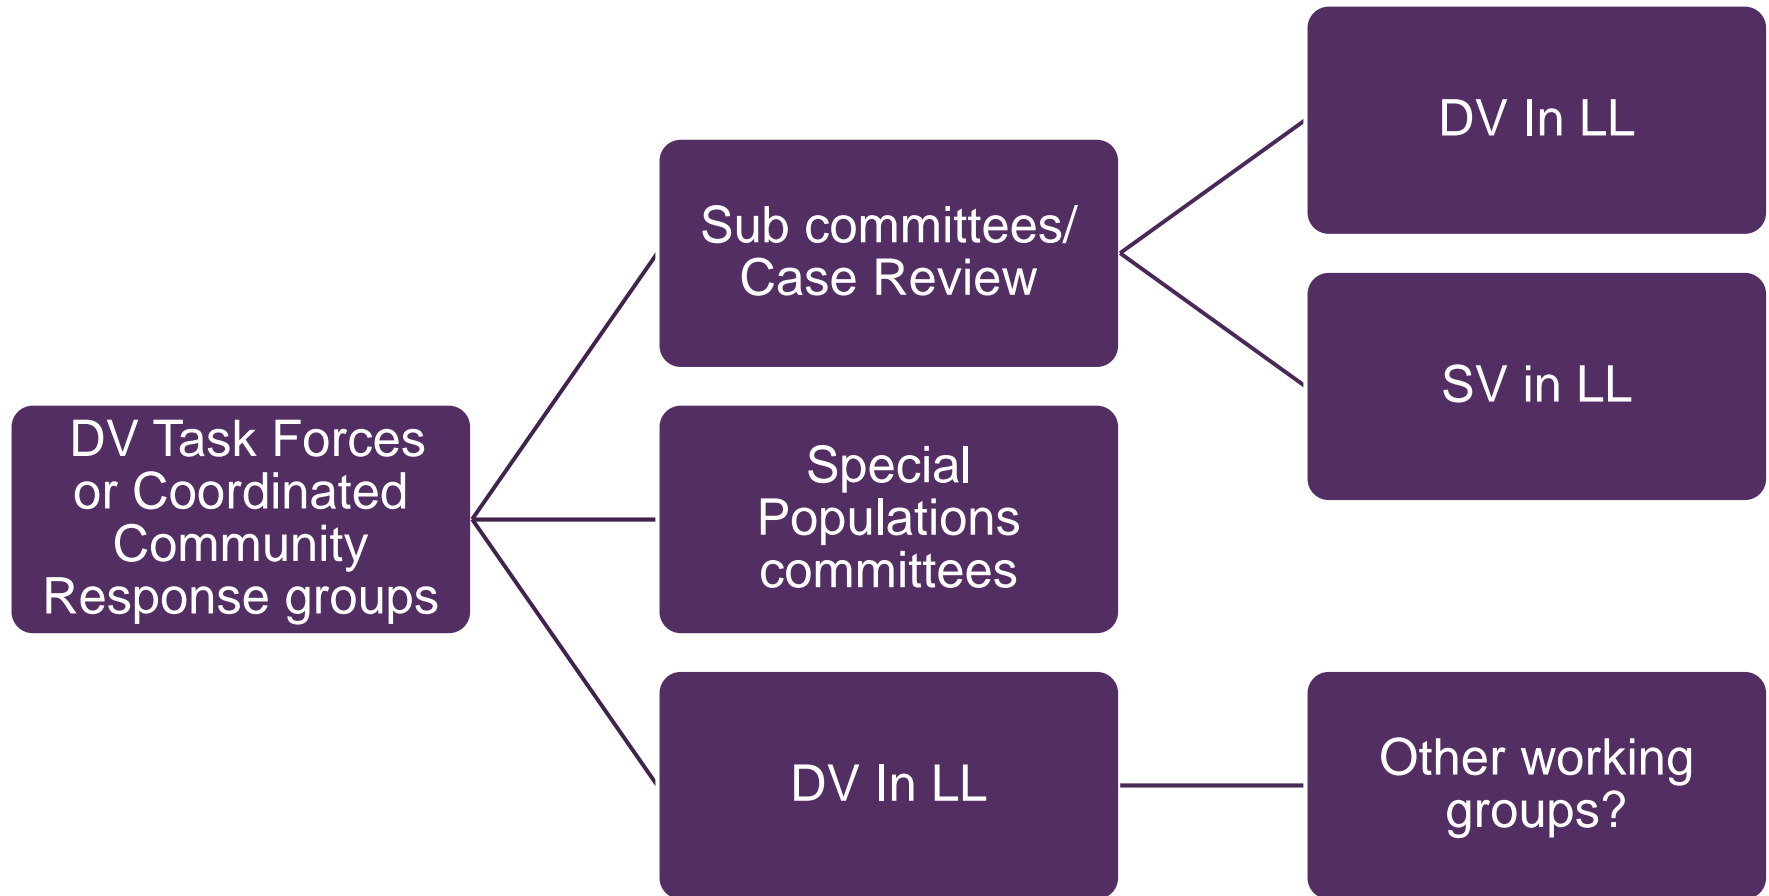 DV Task Forces
or Coordinated
Community
Response groups
Sub committees/
Case Review
Special
Populations
committees
DV In LL
DV In LL
SV in LL
Other working
groups?